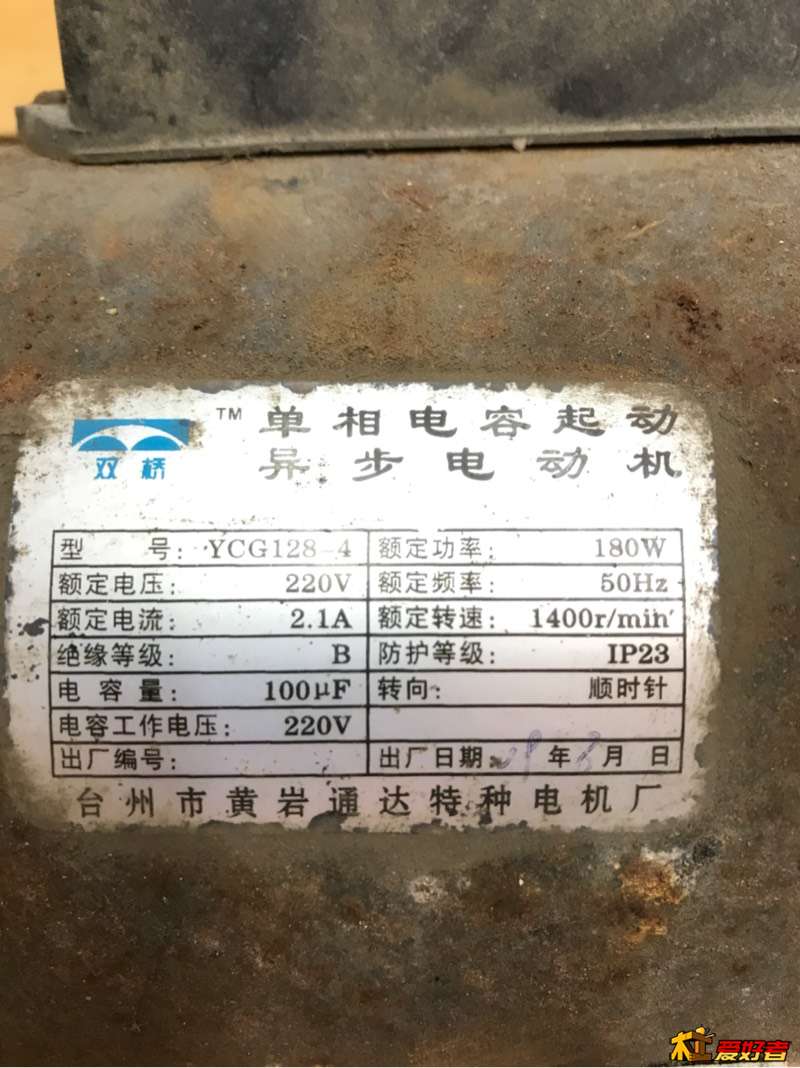 双桥 TM 单相电容起动
异步电动机
型 号: YCG128-4 额定功率: 180W
额定电压: 220V 额定频率: 50Hz
额定电流: 2.1A 额定转速: 1400r/min
绝缘等级: B 防护等级: IP23
电容量: 100μF 转向: 顺时针
电容工作电压: 220V
出厂编号: 出厂日期: 年 月 日
台州市黄岩通达特种电机厂
爱好者